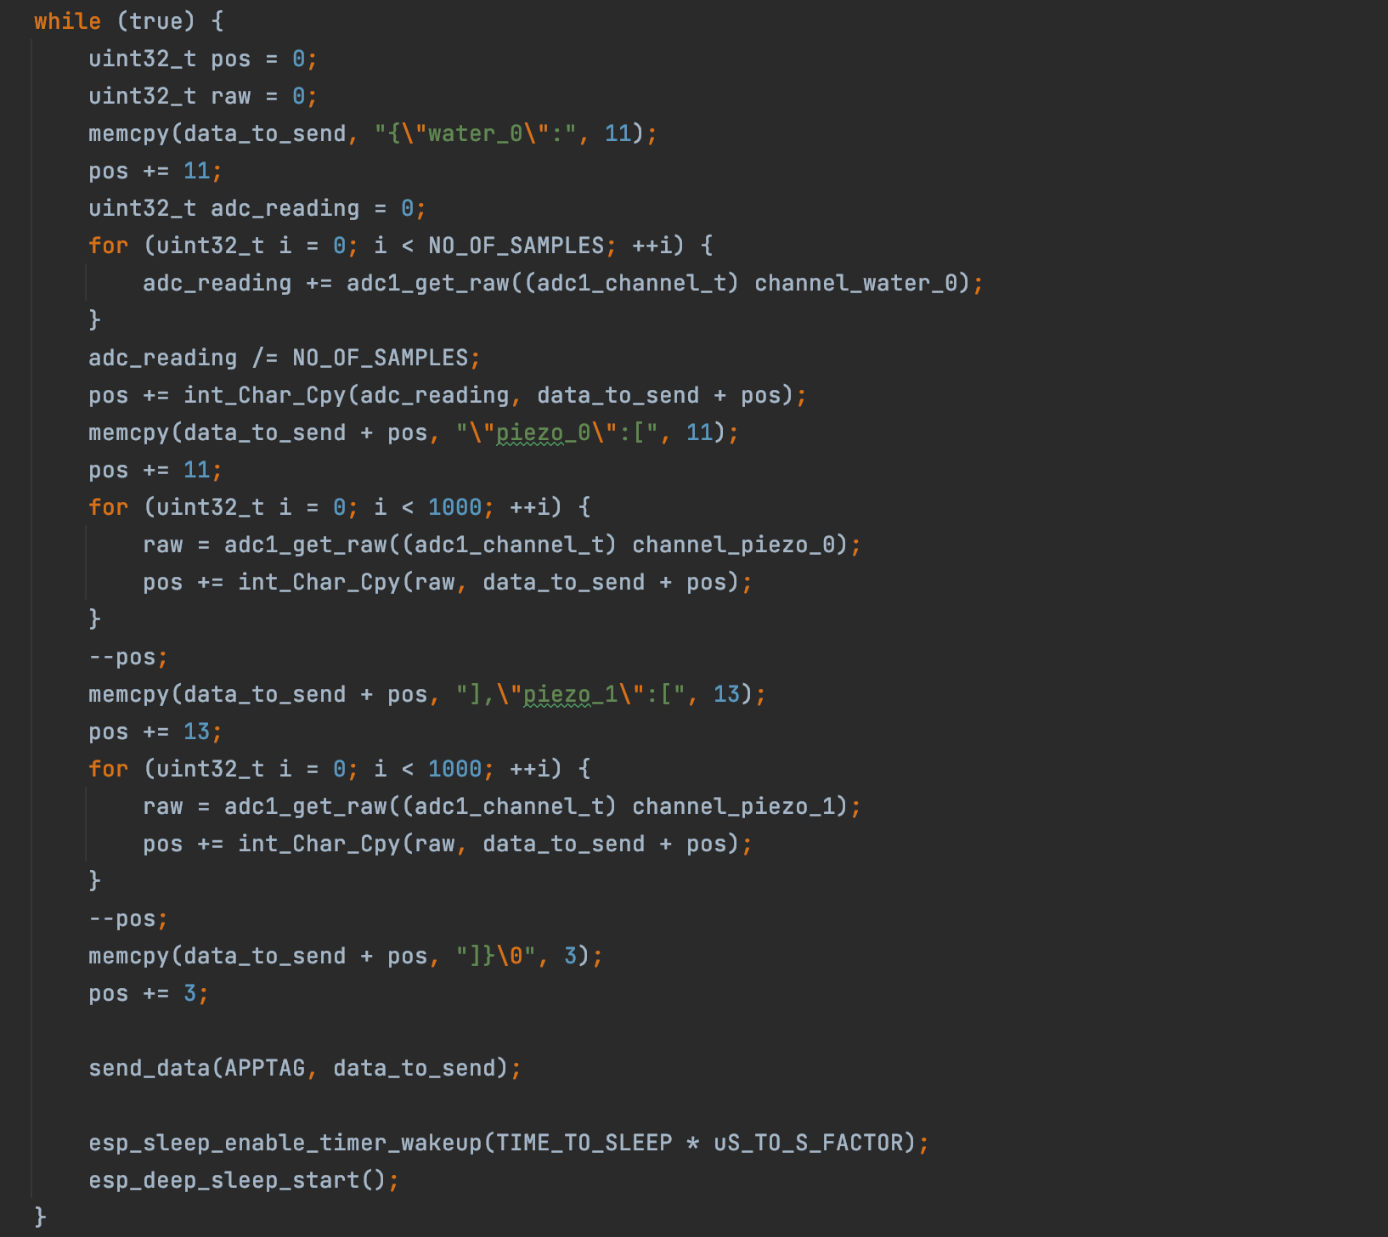 while (true) {
    uint32_t pos = 0;
    uint32_t raw = 0;
    memcpy(data_to_send, "{\"water_0\":", 11);
    pos += 11;
    uint32_t adc_reading = 0;
    for (uint32_t i = 0; i < NO_OF_SAMPLES; ++i) {
        adc_reading += adc1_get_raw((adc1_channel_t) channel_water_0);
    }
    adc_reading /= NO_OF_SAMPLES;
    pos += int_Char_Cpy(adc_reading, data_to_send + pos);
    memcpy(data_to_send + pos, "\"piezo_0\":[", 11);
    pos += 11;
    for (uint32_t i = 0; i < 1000; ++i) {
        raw = adc1_get_raw((adc1_channel_t) channel_piezo_0);
        pos += int_Char_Cpy(raw, data_to_send + pos);
    }
    --pos;
    memcpy(data_to_send + pos, "],\"piezo_1\":[", 13);
    pos += 13;
    for (uint32_t i = 0; i < 1000; ++i) {
        raw = adc1_get_raw((adc1_channel_t) channel_piezo_1);
        pos += int_Char_Cpy(raw, data_to_send + pos);
    }
    --pos;
    memcpy(data_to_send + pos, "]}\0", 3);
    pos += 3;

    send_data(APPTAG, data_to_send);

    esp_sleep_enable_timer_wakeup(TIME_TO_SLEEP * uS_TO_S_FACTOR);
    esp_deep_sleep_start();
}